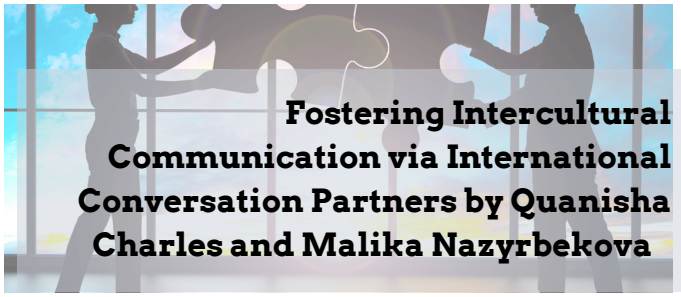 Fostering Intercultural
Communication via International
Conversation Partners by Quanisha
Charles and Malika Nazyrbekova